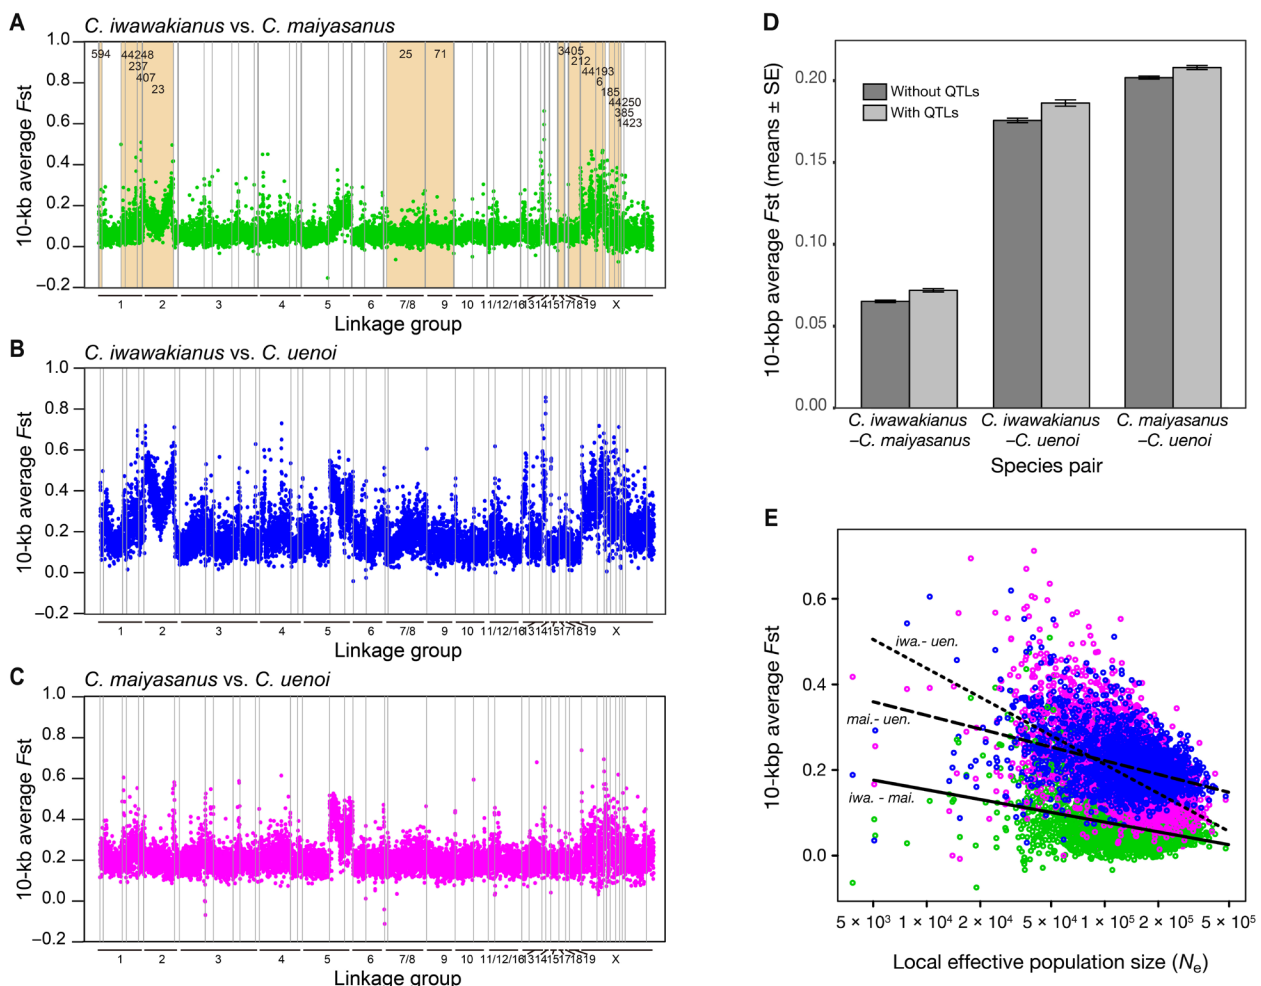 A
C. iwawakianus vs. C. maiyasanus
1.0
0.8
0.6
0.4
0.2
0.0
–0.2
10-kb average Fst
594
44248
237
407
23
25
71
3405
212
44193
6
185
44250
385
1423
1 2 3 4 5 6 7/8 9 10 11/12/16 13 14 15 17 18 19 X
Linkage group
B
C. iwawakianus vs. C. uenoi
1.0
0.8
0.6
0.4
0.2
0.0
–0.2
10-kb average Fst
1 2 3 4 5 6 7/8 9 10 11/12/16 13 14 15 17 18 19 X
Linkage group
C
C. maiyasanus vs. C. uenoi
1.0
0.8
0.6
0.4
0.2
0.0
–0.2
10-kb average Fst
1 2 3 4 5 6 7/8 9 10 11/12/16 13 14 15 17 18 19 X
Linkage group
D
10-kbp average Fst (means ± SE)
0.20
0.15
0.10
0.05
0.00
Without QTLs
With QTLs
C. iwawakianus
–C. maiyasanus
C. iwawakianus
–C. uenoi
C. maiyasanus
–C. uenoi
Species pair
E
10-kbp average Fst
0.6
0.4
0.2
0.0
iwa.- uen.
mai.- uen.
iwa. - mai.
5 × 10³ 1 × 10⁴ 2 × 10⁴ 5 × 10⁴ 1 × 10⁵ 2 × 10⁵ 5 × 10⁵
Local effective population size (Ne)